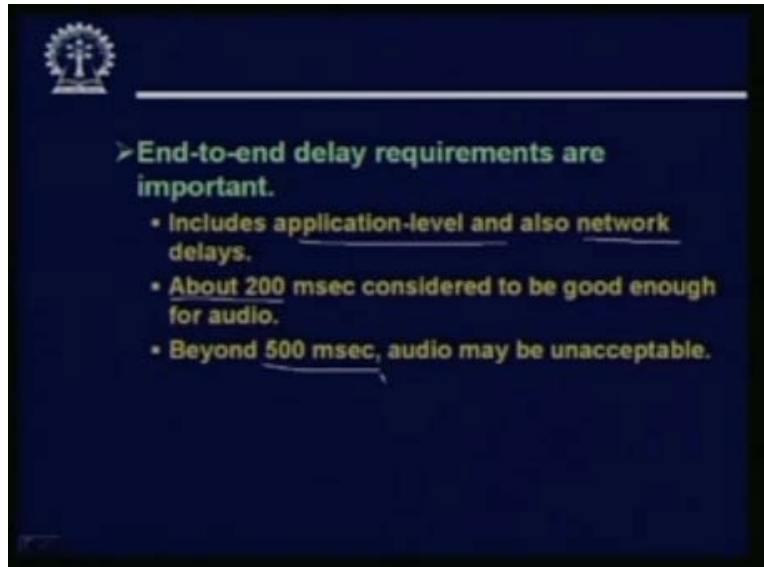 ➢End-to-end delay requirements are
important.
▪ Includes application-level and also network
delays.
▪ About 200 msec considered to be good enough
for audio.
▪ Beyond 500 msec, audio may be unacceptable.